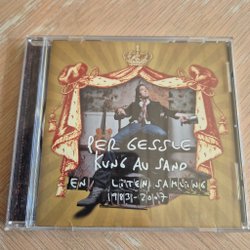 PER GESSLE
KUNG AV SAND
EN LITEN SAMLING
1983-2007